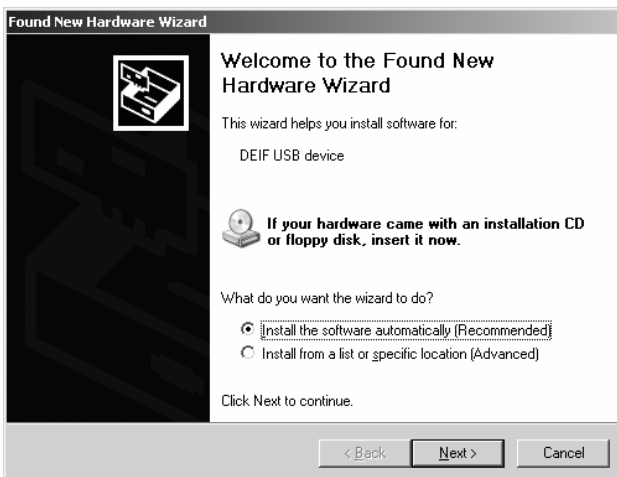 Found New Hardware Wizard
Welcome to the Found New
Hardware Wizard
This wizard helps you install software for:
DEIF USB device
If your hardware came with an installation CD
or floppy disk, insert it now.
What do you want the wizard to do?
Install the software automatically (Recommended)
Install from a list or specific location (Advanced)
Click Next to continue.
< Back Next > Cancel